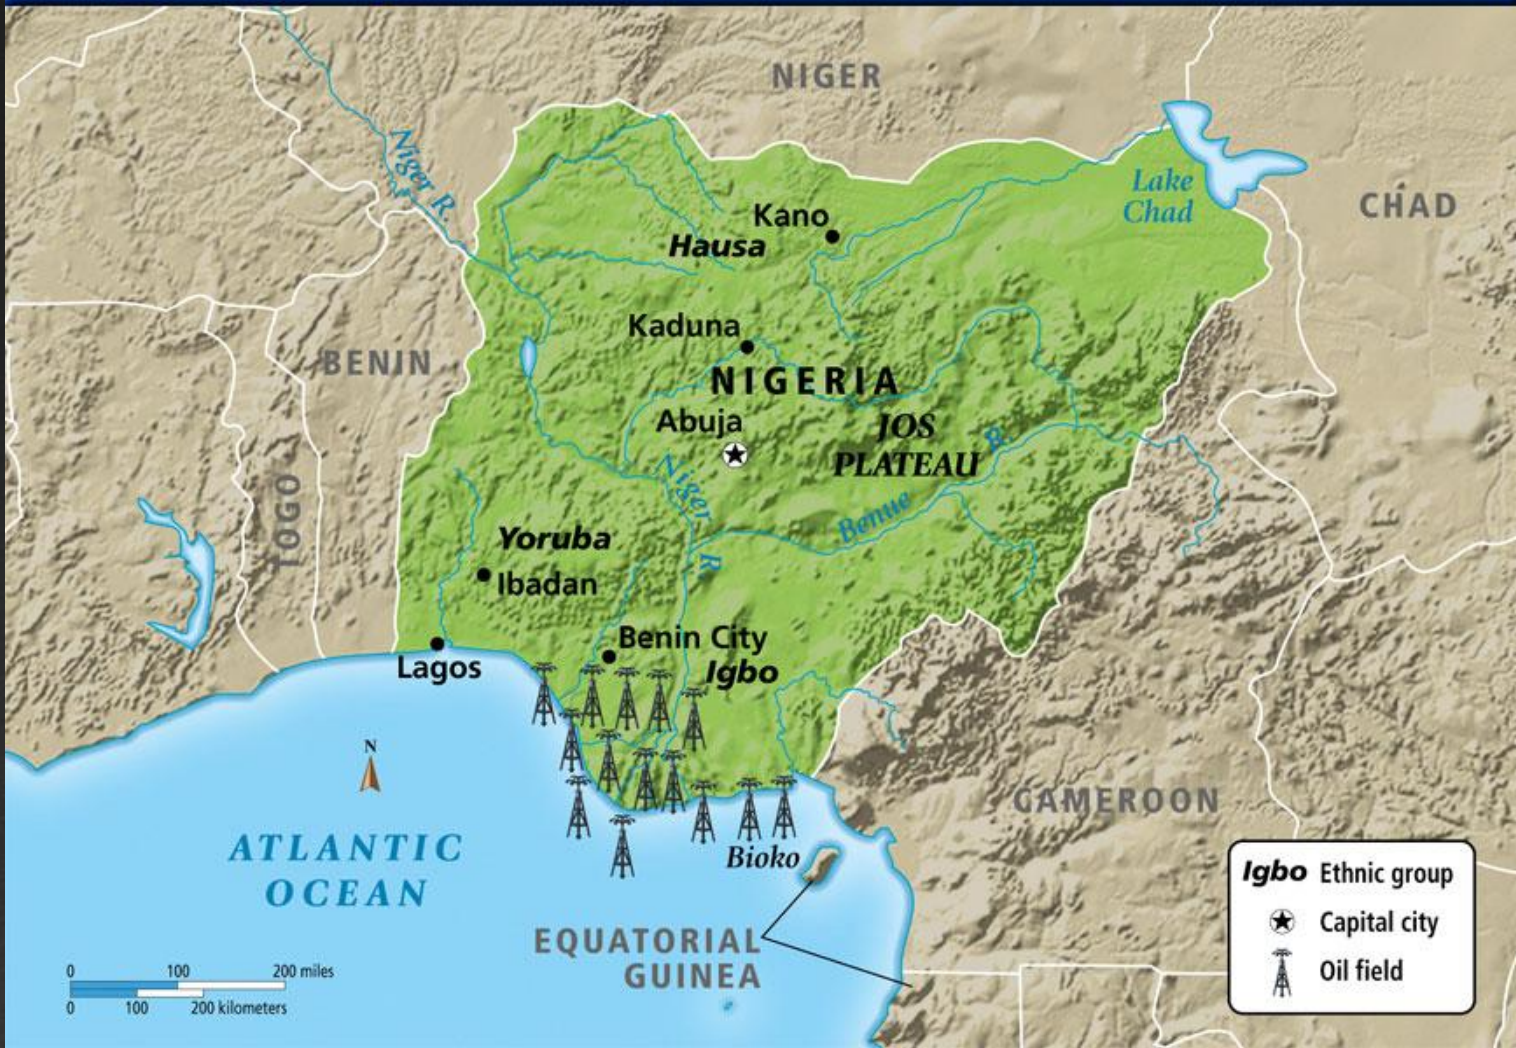 NIGER
Niger R.
Lake
Chad
CHAD
Kano
Hausa
Kaduna
BENIN
NIGERIA
Abuja
JOS
PLATEAU
Niger R
Benue R.
TOGO
Yoruba
Ibadan
Benin City
Lagos
Igbo
N
CAMEROON
ATLANTIC
OCEAN
Bioko
EQUATORIAL
GUINEA
0 100 200 miles
0 100 200 kilometers
Igbo Ethnic group
Capital city
Oil field